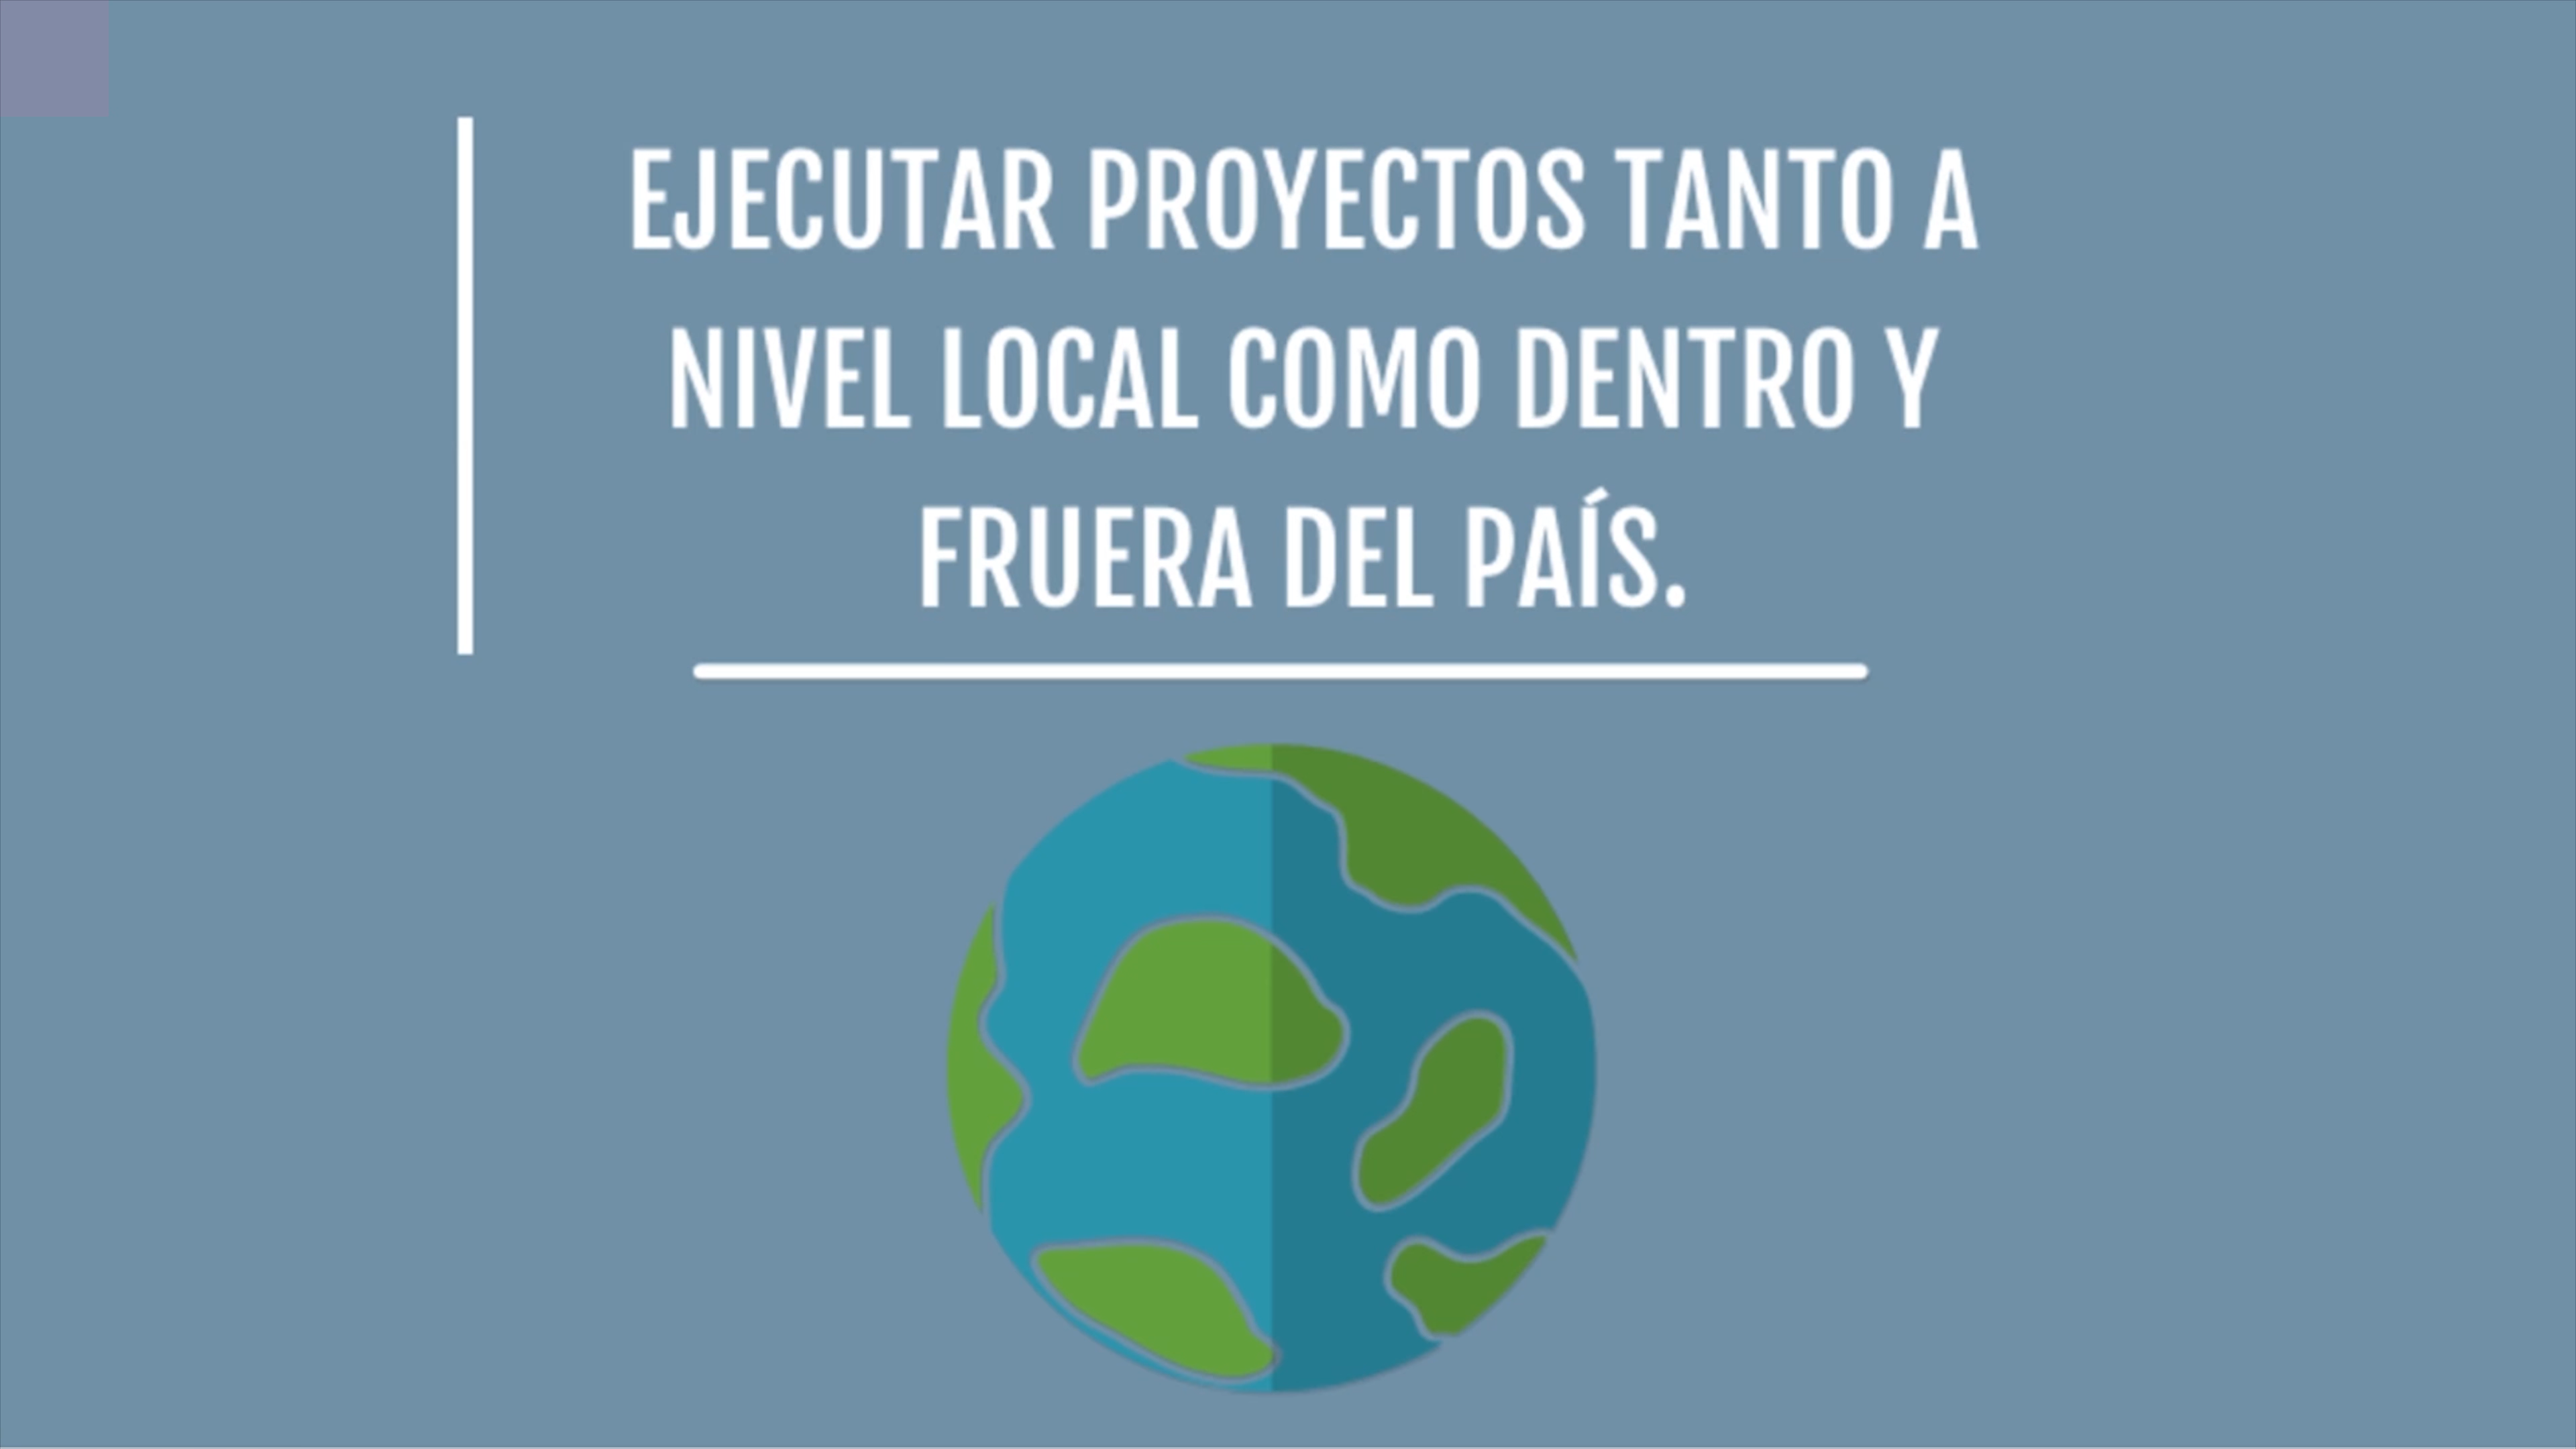 EJECUTAR PROYECTOS TANTO A
NIVEL LOCAL COMO DENTRO Y
FRUERA DEL PAÍS.